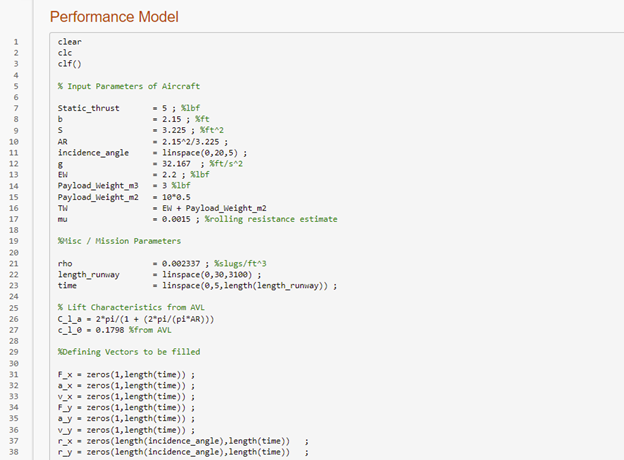 Performance Model
1 clear
2 clc
3 clf()
4
5 % Input Parameters of Aircraft
6
7 Static_thrust = 5 ; %lbf
8 b = 2.15 ; %ft
9 S = 3.225 ; %ft^2
10 AR = 2.15^2/3.225 ;
11 incidence_angle = linspace(0,20,5) ;
12 g = 32.167 ; %ft/s^2
13 EW = 2.2 ; %lbf
14 Payload_Weight_m3 = 3 %lbf
15 Payload_Weight_m2 = 10*0.5
16 TW = EW + Payload_Weight_m2
17 mu = 0.0015 ; %rolling resistance estimate
18
19 %Misc / Mission Parameters
20
21 rho = 0.002337 ; %slugs/ft^3
22 length_runway = linspace(0,30,3100) ;
23 time = linspace(0,5,length(length_runway)) ;
24
25 % Lift Characteristics from AVL
26 C_l_a = 2*pi/(1 + (2*pi/(pi*AR)))
27 c_l_0 = 0.1798 %from AVL
28
29 %Defining Vectors to be filled
30
31 F_x = zeros(1,length(time)) ;
32 a_x = zeros(1,length(time)) ;
33 v_x = zeros(1,length(time)) ;
34 F_y = zeros(1,length(time)) ;
35 a_y = zeros(1,length(time)) ;
36 v_y = zeros(1,length(time)) ;
37 r_x = zeros(length(incidence_angle),length(time)) ;
38 r_y = zeros(length(incidence_angle),length(time)) ;